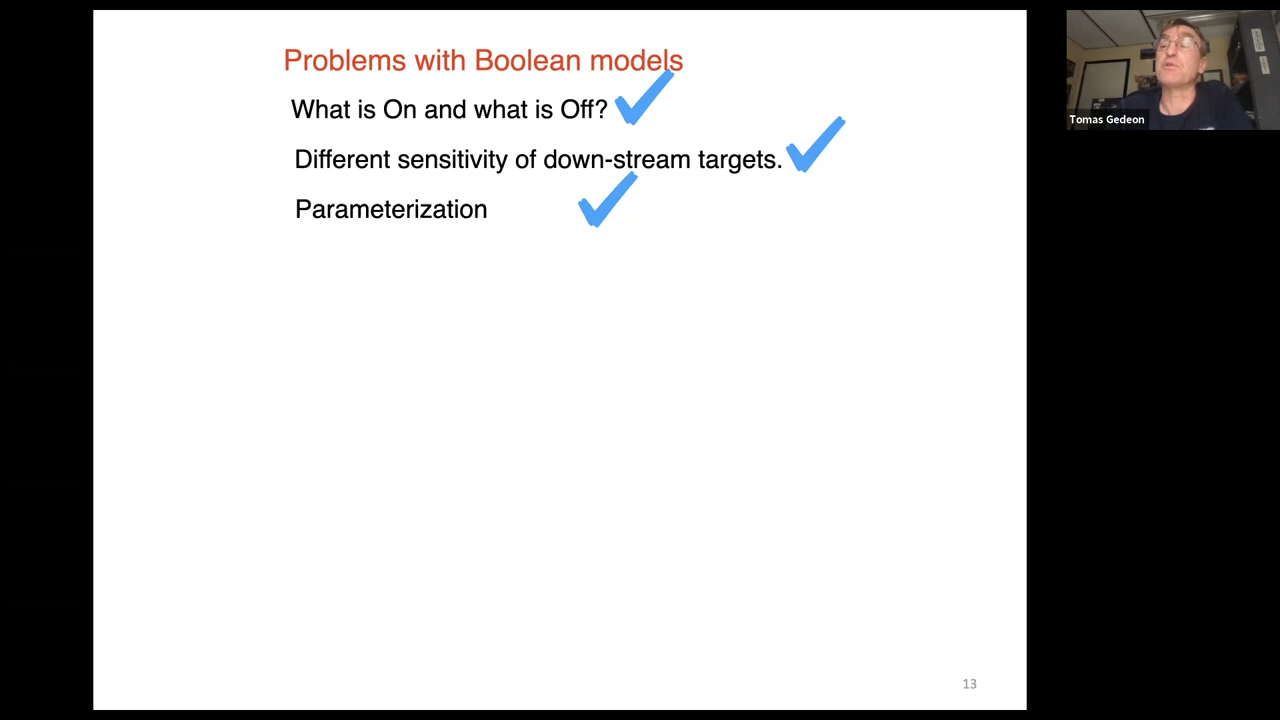 Problems with Boolean models
What is On and what is Off?
Different sensitivity of down-stream targets.
Parameterization
13
Tomas Gedeon